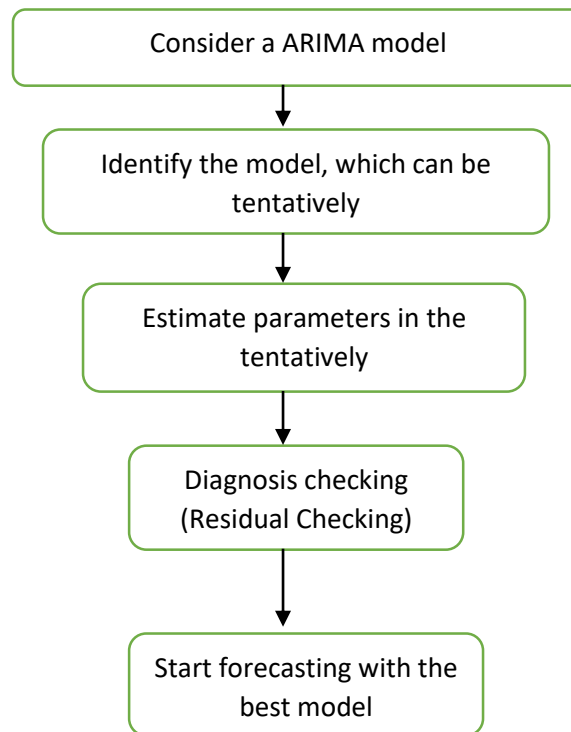 Consider a ARIMA model
Identify the model, which can be
tentatively
Estimate parameters in the
tentatively
Diagnosis checking
(Residual Checking)
Start forecasting with the
best model